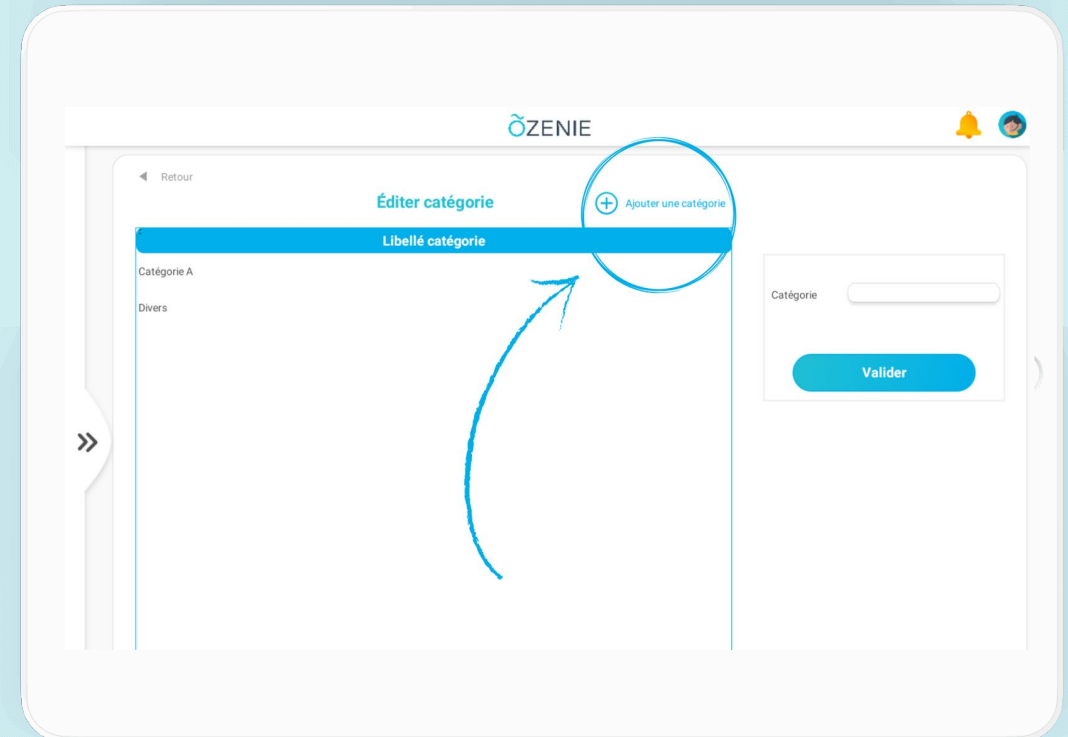 ÕZENIE
Retour
Éditer catégorie
Ajouter une catégorie
Libellé catégorie
Catégorie A
Divers
Catégorie
Valider